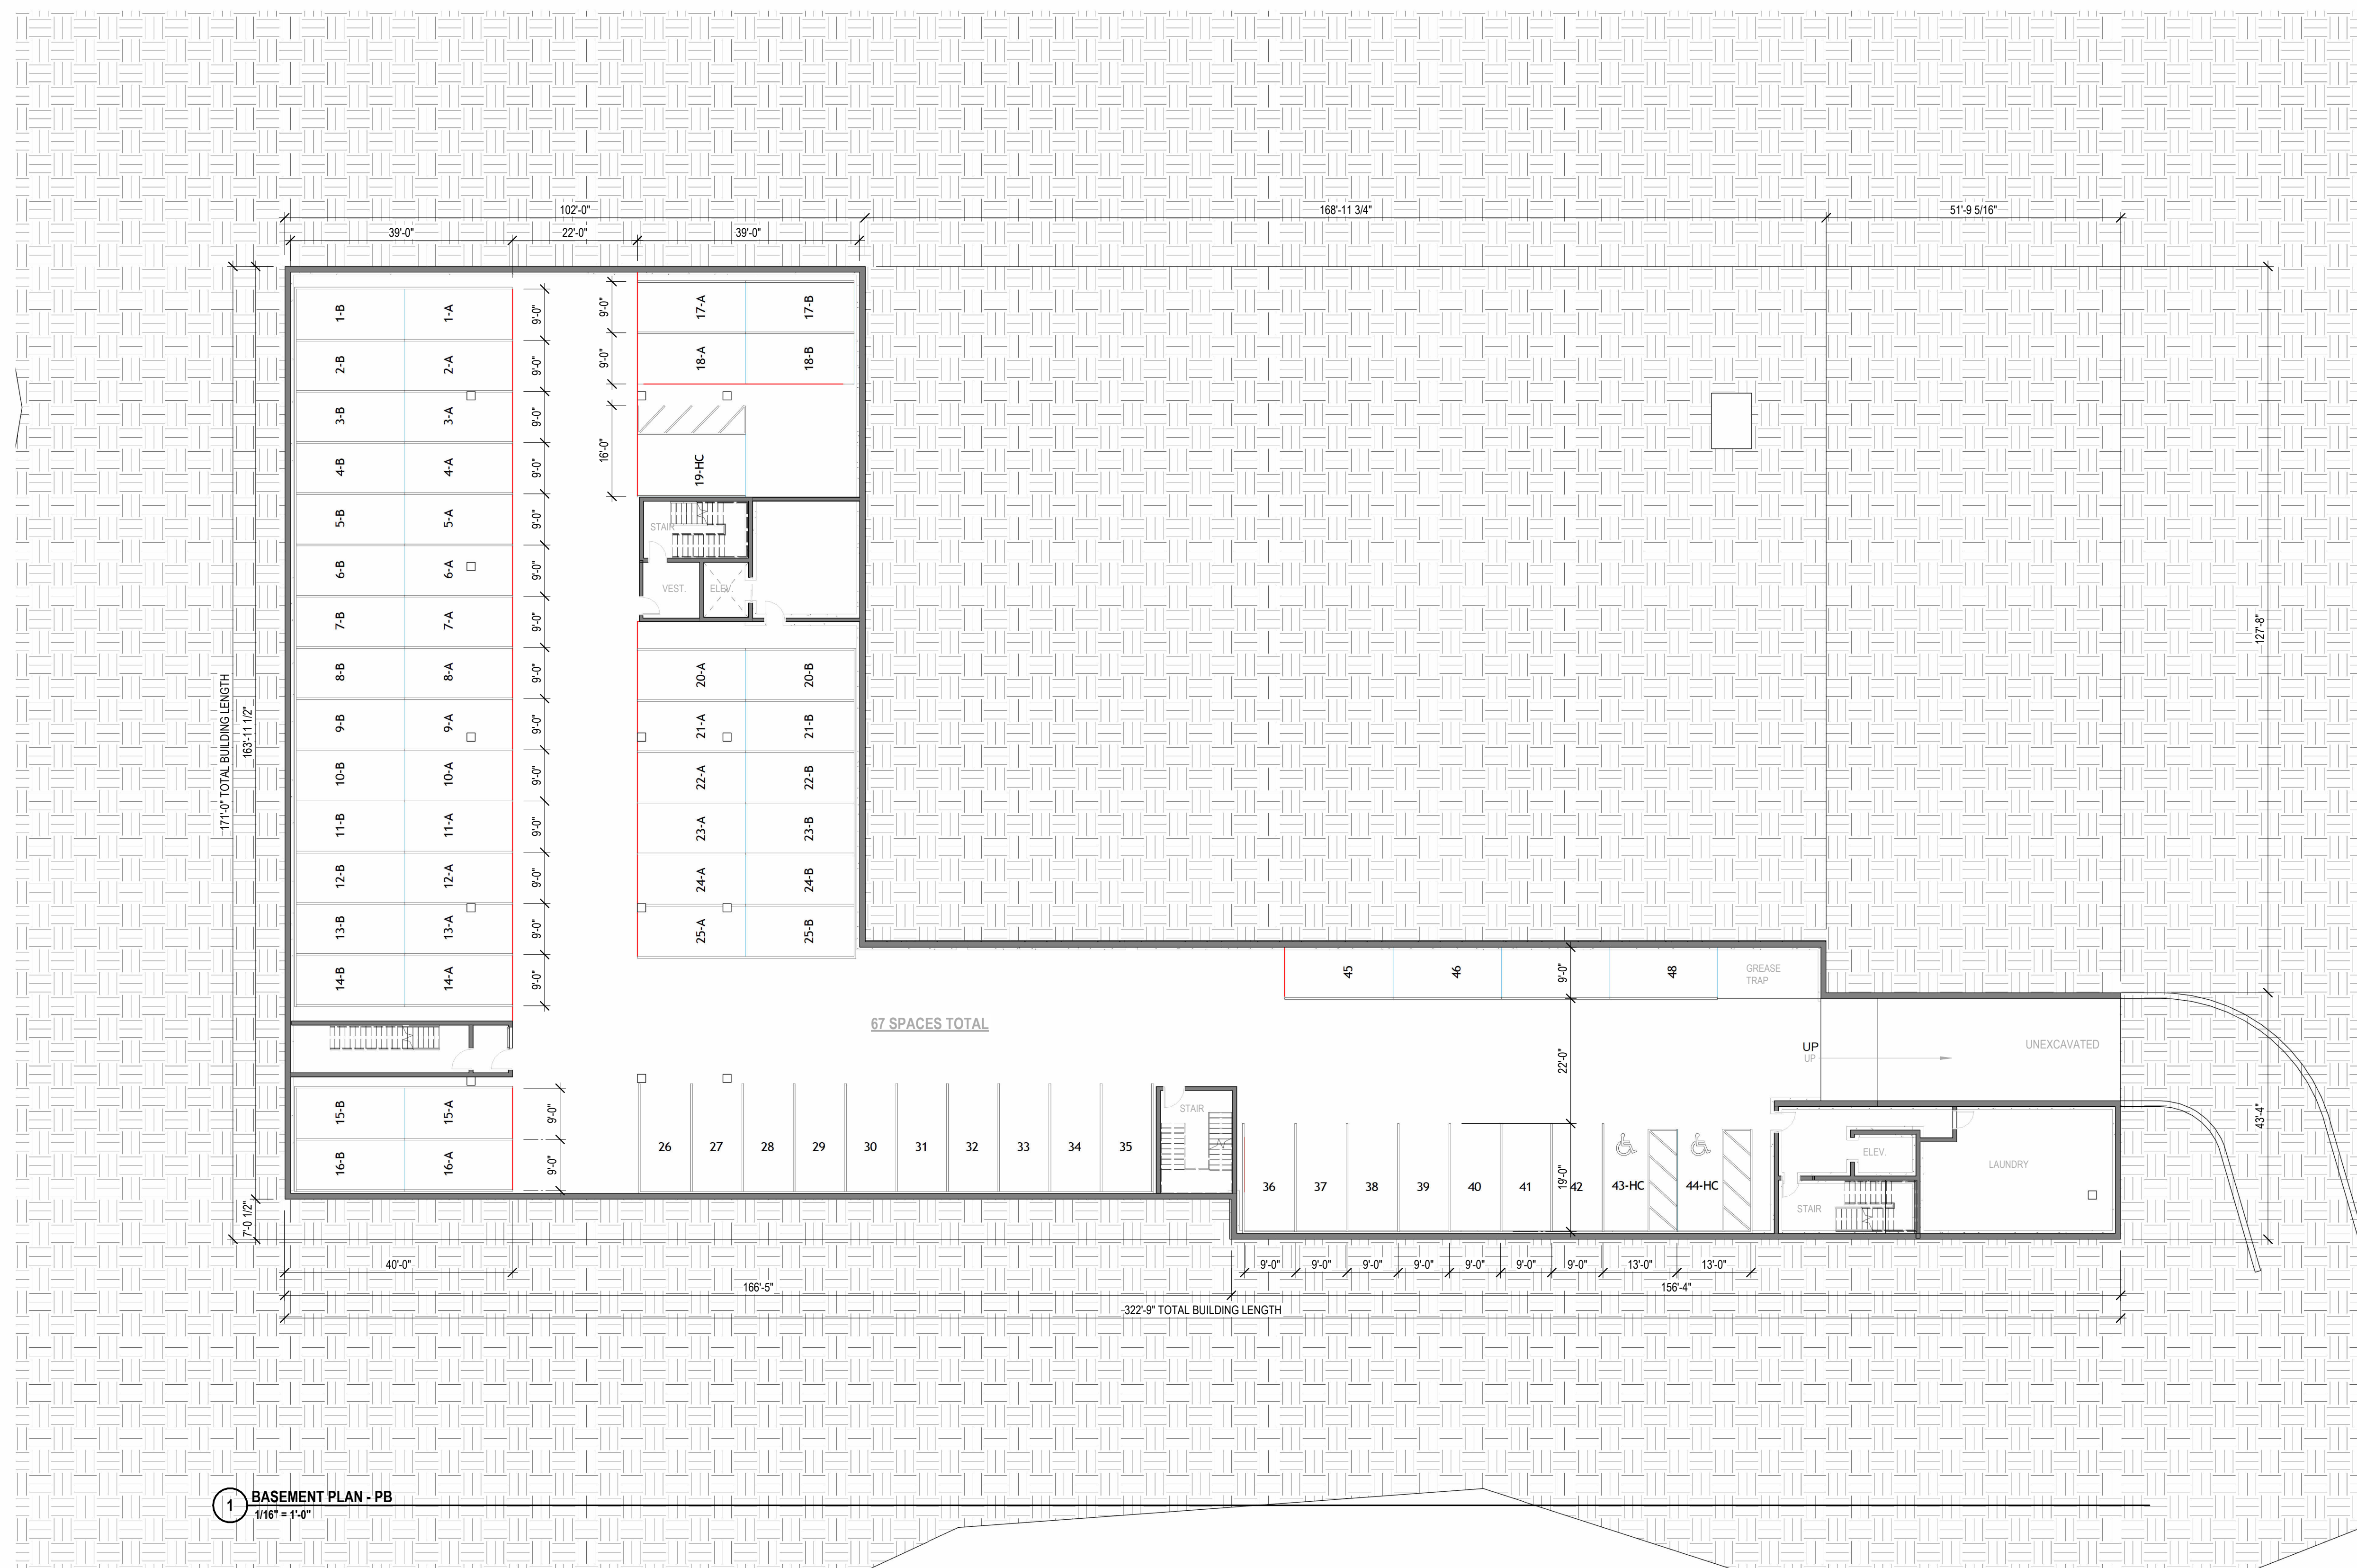 102'-0"
168'-11 3/4"
51'-9 5/16"
39'-0"
22'-0"
39'-0"
1-B
1-A
9'-0"
9'-0"
17-A
17-B
2-B
2-A
9'-0"
9'-0"
18-A
18-B
3-B
3-A
9'-0"
4-B
4-A
9'-0"
16'-0"
19-HC
5-B
5-A
9'-0"
STAIR
6-B
6-A
9'-0"
VEST.
ELEV.
7-B
7-A
9'-0"
127'-8"
8-B
8-A
9'-0"
20-A
20-B
171'-0" TOTAL BUILDING LENGTH
163'-11 1/2"
9-B
9-A
9'-0"
21-A
21-B
10-B
10-A
9'-0"
22-A
22-B
11-B
11-A
9'-0"
23-A
23-B
12-B
12-A
9'-0"
24-A
24-B
13-B
13-A
9'-0"
25-A
25-B
14-B
14-A
9'-0"
45
46
9'-0"
48
GREASE
TRAP
67 SPACES TOTAL
22'-0"
UP
UP
UNEXCAVATED
15-B
15-A
9'-0"
STAIR
43'-4"
16-B
16-A
9'-0"
26
27
28
29
30
31
32
33
34
35
36
37
38
39
40
41
19'-0"
42
43-HC
44-HC
ELEV.
LAUNDRY
STAIR
7'-0 1/2"
40'-0"
9'-0"
9'-0"
9'-0"
9'-0"
9'-0"
9'-0"
9'-0"
13'-0"
13'-0"
166'-5"
156'-4"
322'-9" TOTAL BUILDING LENGTH
1
BASEMENT PLAN - PB
1/16" = 1'-0"